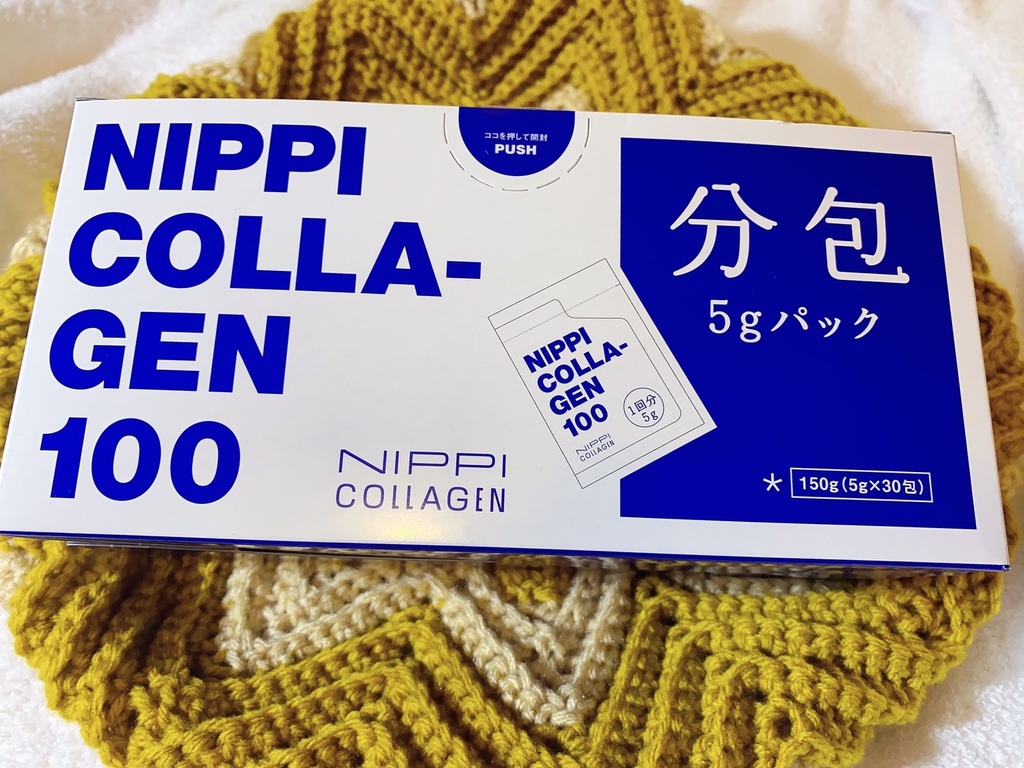 NIPPI
COLLA-
GEN
100
NIPPI
COLLAGEN
ココを押して開封
PUSH
分包
5gパック
NIPPI
COLLA-
GEN
100
1回分
5g
NIPPI
COLLAGEN
* 150g(5g×30包)